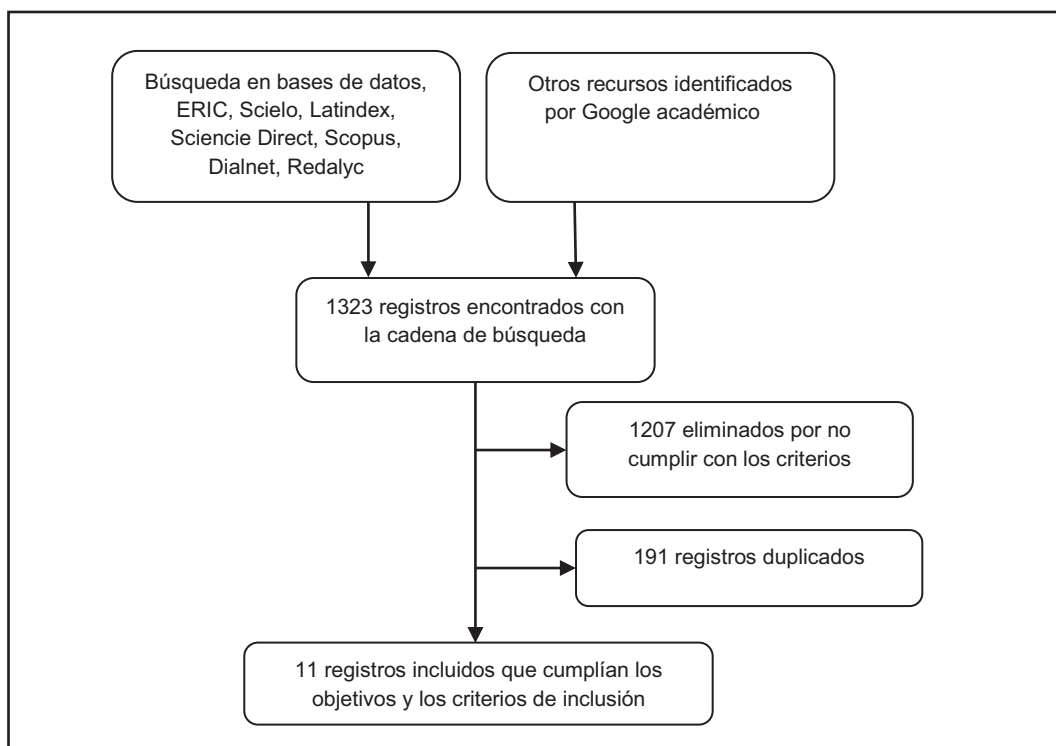 Búsqueda en bases de datos,
ERIC, Scielo, Latindex,
Sciencie Direct, Scopus,
Dialnet, Redalyc
Otros recursos identificados
por Google académico
1323 registros encontrados con
la cadena de búsqueda
1207 eliminados por no
cumplir con los criterios
191 registros duplicados
11 registros incluidos que cumplían los
objetivos y los criterios de inclusión